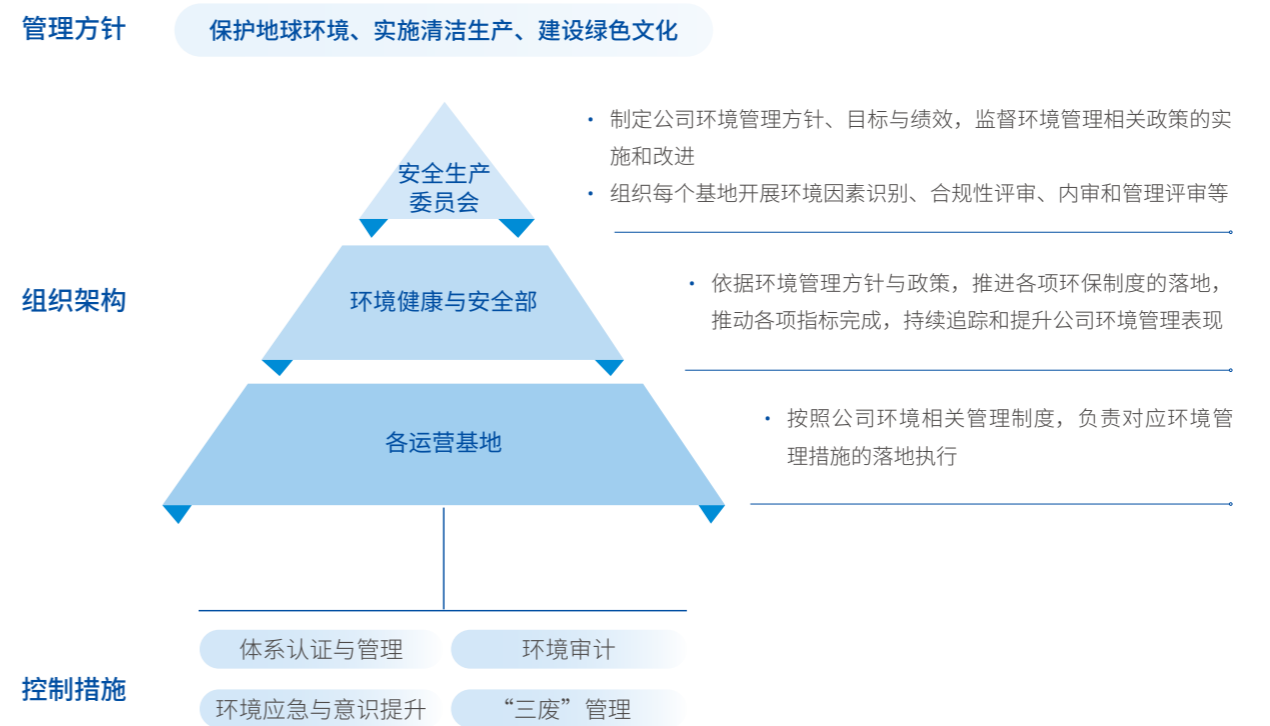 管理方针
保护地球环境、实施清洁生产、建设绿色文化
组织架构
安全生产
委员会
• 制定公司环境管理方针、目标与绩效，监督环境管理相关政策的实
施和改进
• 组织每个基地开展环境因素识别、合规性评审、内审和管理评审等
环境健康与安全部
• 依据环境管理方针与政策，推进各项环保制度的落地，
推动各项指标完成，持续追踪和提升公司环境管理表现
各运营基地
• 按照公司环境相关管理制度，负责对应环境管
理措施的落地执行
控制措施
体系认证与管理
环境审计
环境应急与意识提升
“三废”管理